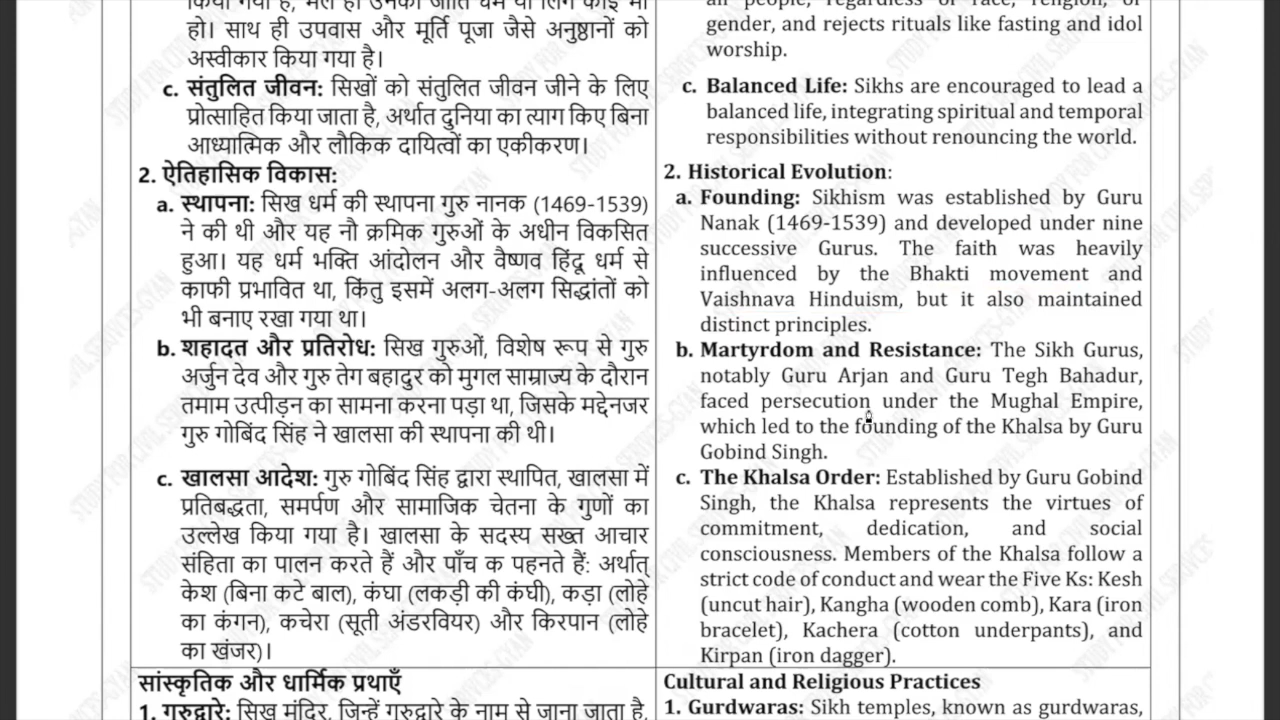 किया गया है, भले ही उनकी जाति धर्म या लिंग कोई भी
हो। साथ ही उपवास और मूर्ति पूजा जैसे अनुष्ठानों को
अस्वीकार किया गया है।
c. संतुलित जीवन: सिखों को संतुलित जीवन जीने के लिए
प्रोत्साहित किया जाता है, अर्थात दुनिया का त्याग किए बिना
आध्यात्मिक और लौकिक दायित्वों का एकीकरण।
2. ऐतिहासिक विकास:
a. स्थापना: सिख धर्म की स्थापना गुरु नानक (1469-1539)
ने की थी और यह नौ क्रमिक गुरुओं के अधीन विकसित
हुआ। यह धर्म भक्ति आंदोलन और वैष्णव हिंदू धर्म से
काफी प्रभावित था, किंतु इसमें अलग-अलग सिद्धांतों को
भी बनाए रखा गया था।
b. शहादत और प्रतिरोध: सिख गुरुओं, विशेष रूप से गुरु
अर्जुन देव और गुरु तेग बहादुर को मुगल साम्राज्य के दौरान
तमाम उत्पीड़न का सामना करना पड़ा था, जिसके मद्देनजर
गुरु गोबिंद सिंह ने खालसा की स्थापना की थी।
c. खालसा आदेश: गुरु गोबिंद सिंह द्वारा स्थापित, खालसा में
प्रतिबद्धता, समर्पण और सामाजिक चेतना के गुणों का
उल्लेख किया गया है। खालसा के सदस्य सख्त आचार
संहिता का पालन करते हैं और पाँच क पहनते हैं: अर्थात्
केश (बिना कटे बाल), कंघा (लकड़ी की कंघी), कड़ा (लोहे
का कंगन), कचेरा (सूती अंडरवियर) और किरपान (लोहे
का खंजर)।
सांस्कृतिक और धार्मिक प्रथाएँ
1. गुरुद्वारे: सिख मंदिर, जिन्हें गुरुद्वारे के नाम से जाना जाता है,
all people, regardless of race, religion, or
gender, and rejects rituals like fasting and idol
worship.
c. Balanced Life: Sikhs are encouraged to lead a
balanced life, integrating spiritual and temporal
responsibilities without renouncing the world.
2. Historical Evolution:
a. Founding: Sikhism was established by Guru
Nanak (1469-1539) and developed under nine
successive Gurus. The faith was heavily
influenced by the Bhakti movement and
Vaishnava Hinduism, but it also maintained
distinct principles.
b. Martyrdom and Resistance: The Sikh Gurus,
notably Guru Arjan and Guru Tegh Bahadur,
faced persecution under the Mughal Empire,
which led to the founding of the Khalsa by Guru
Gobind Singh.
c. The Khalsa Order: Established by Guru Gobind
Singh, the Khalsa represents the virtues of
commitment, dedication, and social
consciousness. Members of the Khalsa follow a
strict code of conduct and wear the Five Ks: Kesh
(uncut hair), Kangha (wooden comb), Kara (iron
bracelet), Kachera (cotton underpants), and
Kirpan (iron dagger).
Cultural and Religious Practices
1. Gurdwaras: Sikh temples, known as gurdwaras,